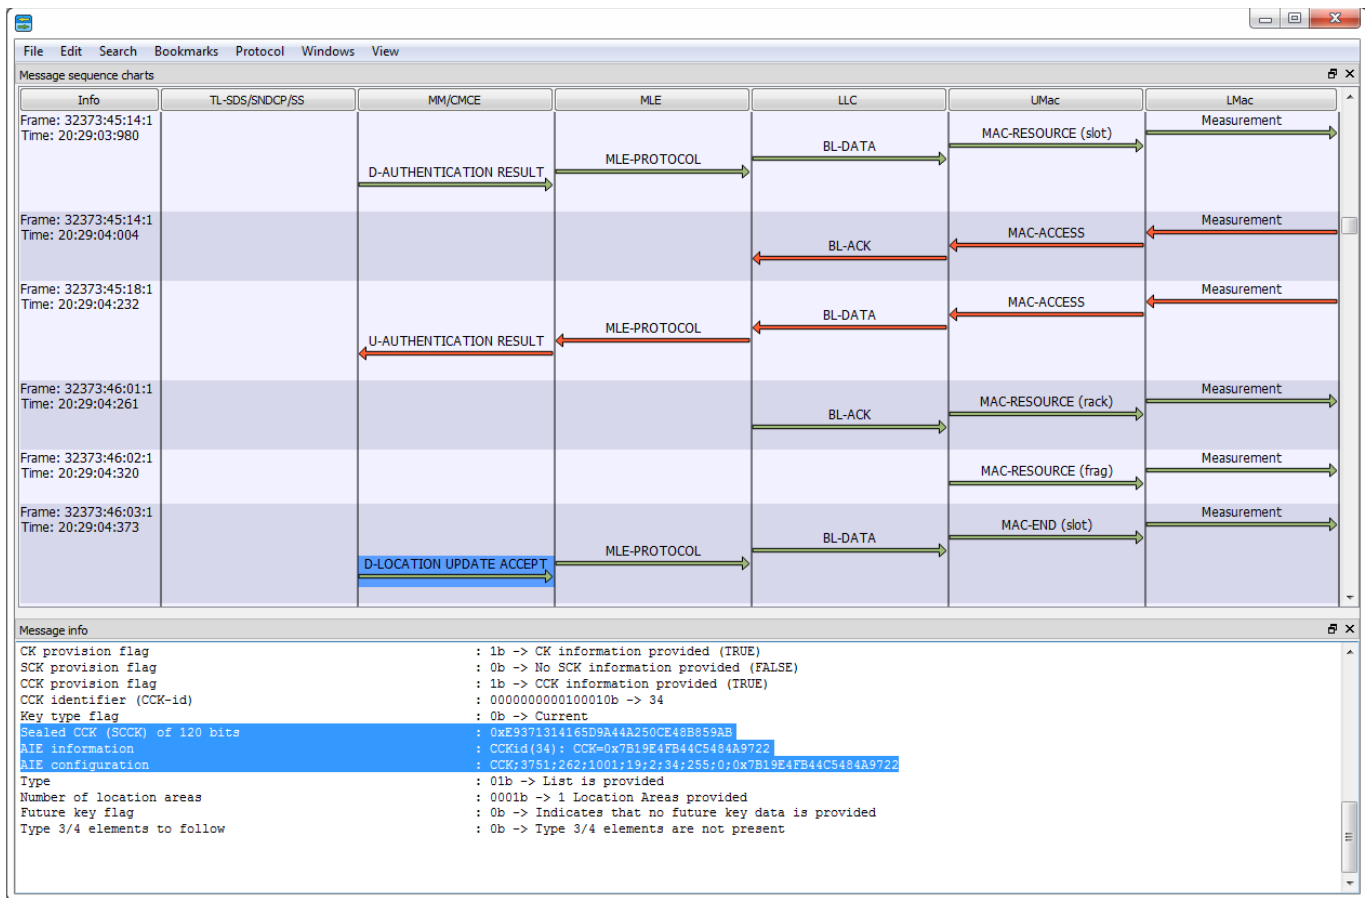 File Edit Search Bookmarks Protocol Windows View
Message sequence charts
Info TL-SDS/SNDCP/SS MM/CMCE MLE LLC UMac LMac
Frame: 32373:45:14:1
Time: 20:29:03:980
Measurement
MAC-RESOURCE (slot)
BL-DATA
MLE-PROTOCOL
D-AUTHENTICATION RESULT
Frame: 32373:45:14:1
Time: 20:29:04:004
Measurement
MAC-ACCESS
BL-ACK
Frame: 32373:45:18:1
Time: 20:29:04:232
Measurement
MAC-ACCESS
BL-DATA
MLE-PROTOCOL
U-AUTHENTICATION RESULT
Frame: 32373:46:01:1
Time: 20:29:04:261
Measurement
MAC-RESOURCE (rack)
BL-ACK
Frame: 32373:46:02:1
Time: 20:29:04:320
Measurement
MAC-RESOURCE (frag)
Frame: 32373:46:03:1
Time: 20:29:04:373
Measurement
MAC-END (slot)
BL-DATA
MLE-PROTOCOL
D-LOCATION UPDATE ACCEPT
Message info
CK provision flag : 1b -> CK information provided (TRUE)
SCK provision flag : 0b -> No SCK information provided (FALSE)
CCK provision flag : 1b -> CCK information provided (TRUE)
CCK identifier (CCK-id) : 0000000000100010b -> 34
Key type flag : 0b -> Current
Sealed CCK (SCCK) of 120 bits : 0xE9371314165D9A44A250CE48B859AB
AIE information : CCKid(34): CCK=0x7B19E4FB44C5484A9722
AIE configuration : CCK;3751;262;1001;19;2;34;255;0;0x7B19E4FB44C5484A9722
Type : 01b -> List is provided
Number of location areas : 0001b -> 1 Location Areas provided
Future key flag : 0b -> Indicates that no future key data is provided
Type 3/4 elements to follow : 0b -> Type 3/4 elements are not present